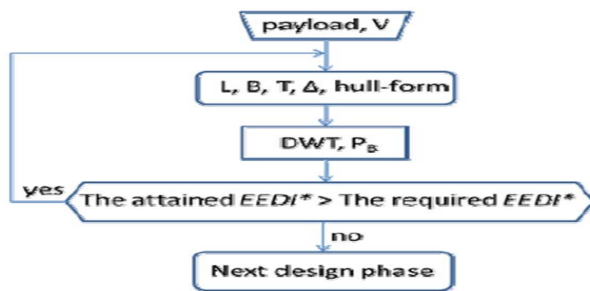 payload, V
L, B, T, Δ, hull-form
DWT, P_B
yes
The attained EEDI* > The required EEDI*
no
Next design phase